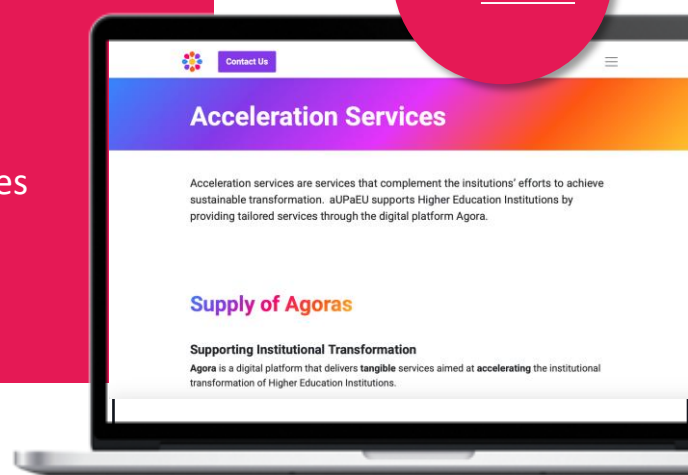 es
Contact Us
Acceleration Services
Acceleration services are services that complement the insitutions' efforts to achieve
sustainable transformation. aUPaEU supports Higher Education Institutions by
providing tailored services through the digital platform Agora.
Supply of Agoras
Supporting Institutional Transformation
Agora is a digital platform that delivers tangible services aimed at accelerating the institutional
transformation of Higher Education Institutions.